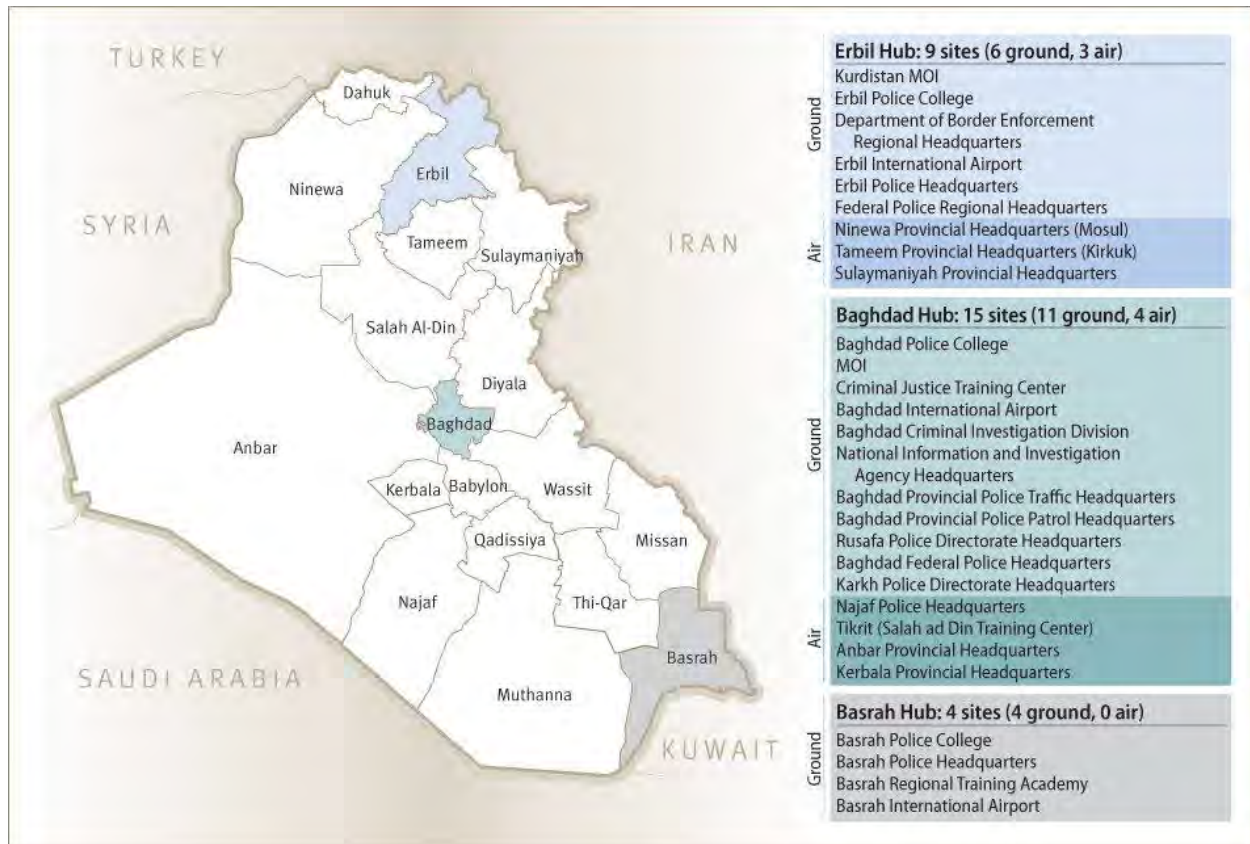 TURKEY
SYRIA
IRAN
SAUDI ARABIA
KUWAIT
Dahuk
Ninewa
Erbil
Tameem
Sulaymaniyah
Salah Al-Din
Diyala
Baghdad
Anbar
Kerbala
Babylon
Wassit
Qadissiya
Missan
Najaf
Thi-Qar
Basrah
Muthanna
Erbil Hub: 9 sites (6 ground, 3 air)
Ground
Kurdistan MOI
Erbil Police College
Department of Border Enforcement
Regional Headquarters
Erbil International Airport
Erbil Police Headquarters
Federal Police Regional Headquarters
Air
Ninewa Provincial Headquarters (Mosul)
Tameem Provincial Headquarters (Kirkuk)
Sulaymaniyah Provincial Headquarters
Baghdad Hub: 15 sites (11 ground, 4 air)
Ground
Baghdad Police College
MOI
Criminal Justice Training Center
Baghdad International Airport
Baghdad Criminal Investigation Division
National Information and Investigation
Agency Headquarters
Baghdad Provincial Police Traffic Headquarters
Baghdad Provincial Police Patrol Headquarters
Rusafa Police Directorate Headquarters
Baghdad Federal Police Headquarters
Karkh Police Directorate Headquarters
Air
Najaf Police Headquarters
Tikrit (Salah ad Din Training Center)
Anbar Provincial Headquarters
Kerbala Provincial Headquarters
Basrah Hub: 4 sites (4 ground, 0 air)
Ground
Basrah Police College
Basrah Police Headquarters
Basrah Regional Training Academy
Basrah International Airport